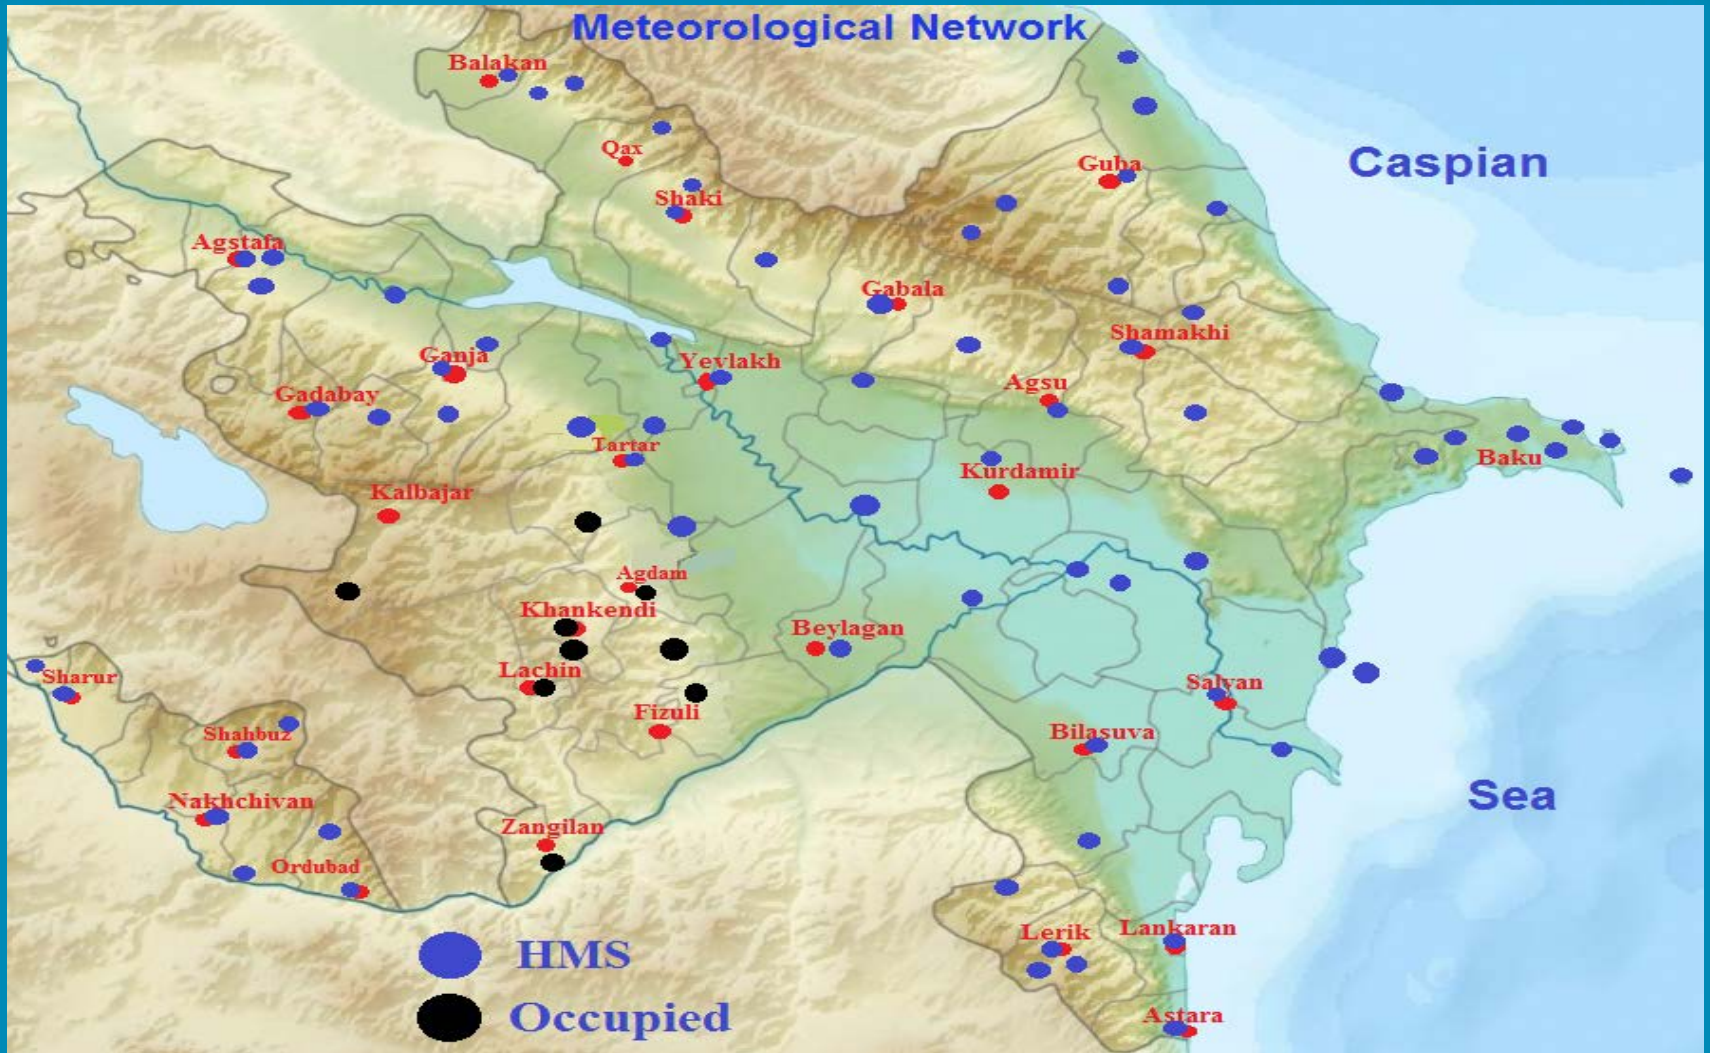 Meteorological Network
Balakan
Qax
Caspian
Guba
Shaki
Agstafa
Gabala
Shamakhi
Ganja
Yevlakh
Agsu
Gadabay
Tartar
Baku
Kurdamir
Kalbajar
Agdam
Khankendi
Beylagan
Lachin
Sharur
Salyan
Fizuli
Shahbuz
Bilasuva
Sea
Nakhchivan
Zangilan
Ordubad
Lankaran
Lerik
HMS
Astara
Occupied